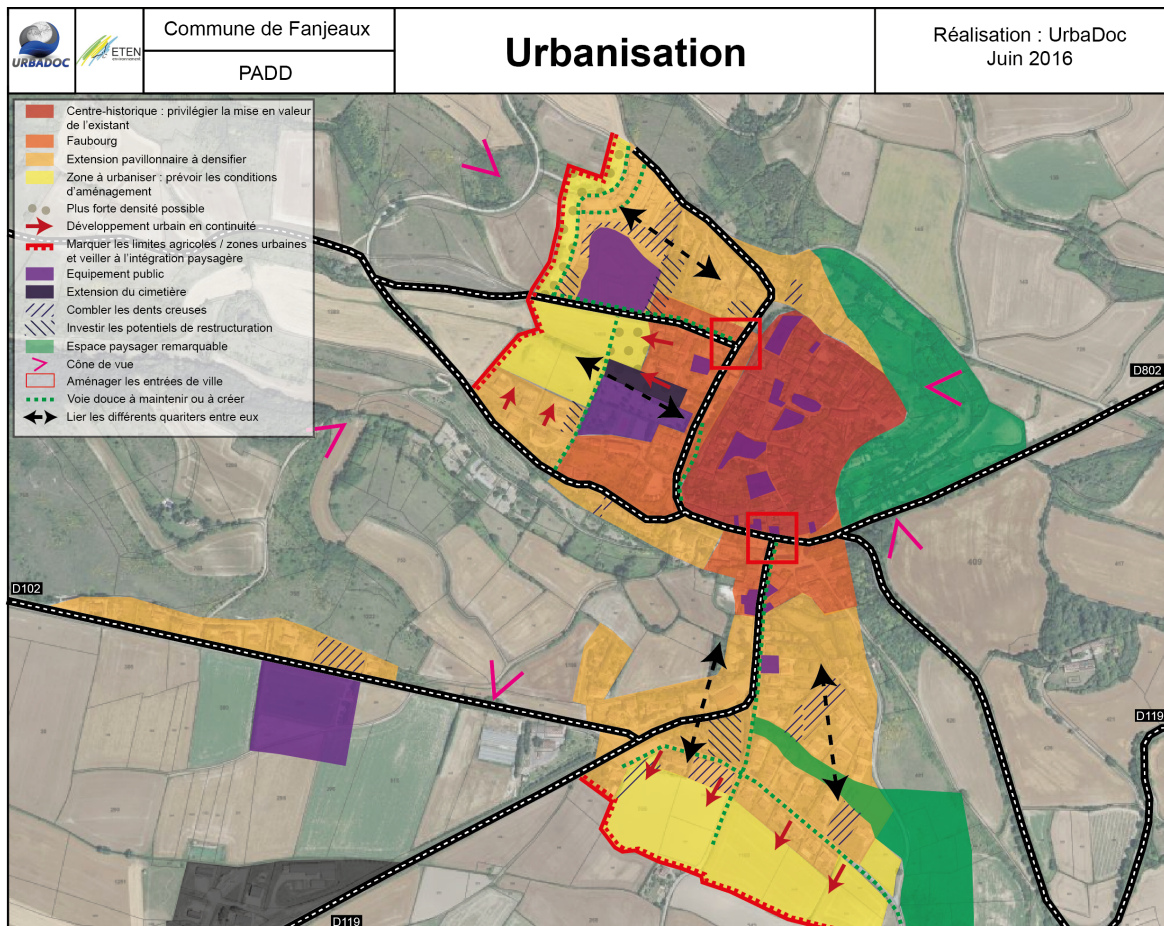 URBADOC
ETEN
environnement
Commune de Fanjeaux
PADD
Urbanisation
Réalisation : UrbaDoc
Juin 2016
Centre-historique : privilégier la mise en valeur
de l'existant
Faubourg
Extension pavillonnaire à densifier
Zone à urbaniser : prévoir les conditions
d'aménagement
Plus forte densité possible
Développement urbain en continuité
Marquer les limites agricoles / zones urbaines
et veiller à l'intégration paysagère
Equipement public
Extension du cimetière
Combler les dents creuses
Investir les potentiels de restructuration
Espace paysager remarquable
Cône de vue
Aménager les entrées de ville
Voie douce à maintenir ou à créer
Lier les différents quariters entre eux
D802
D102
D119
D119
409